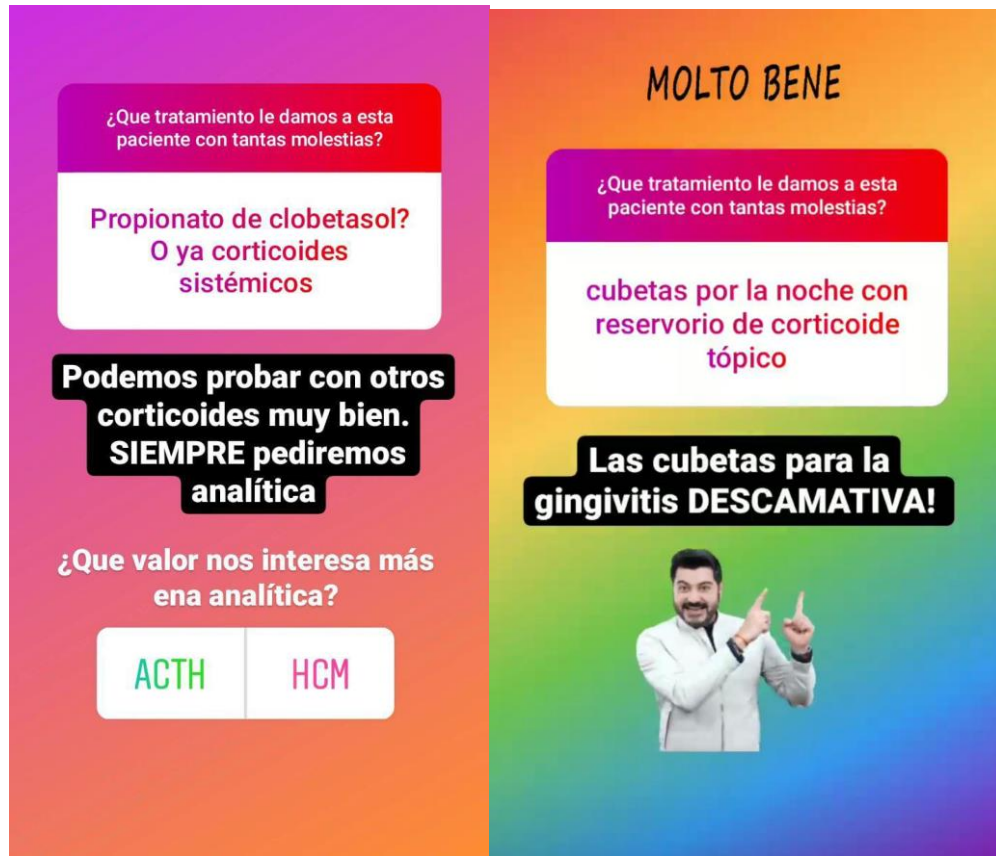 ¿Que tratamiento le damos a esta
paciente con tantas molestias?
Propionato de clobetasol?
O ya corticoides
sistémicos
Podemos probar con otros
corticoides muy bien.
SIEMPRE pediremos
analítica
¿Que valor nos interesa más
ena analítica?
ACTH
HCM
MOLTO BENE
¿Que tratamiento le damos a esta
paciente con tantas molestias?
cubetas por la noche con
reservorio de corticoide
tópico
Las cubetas para la
gingivitis DESCAMATIVA!